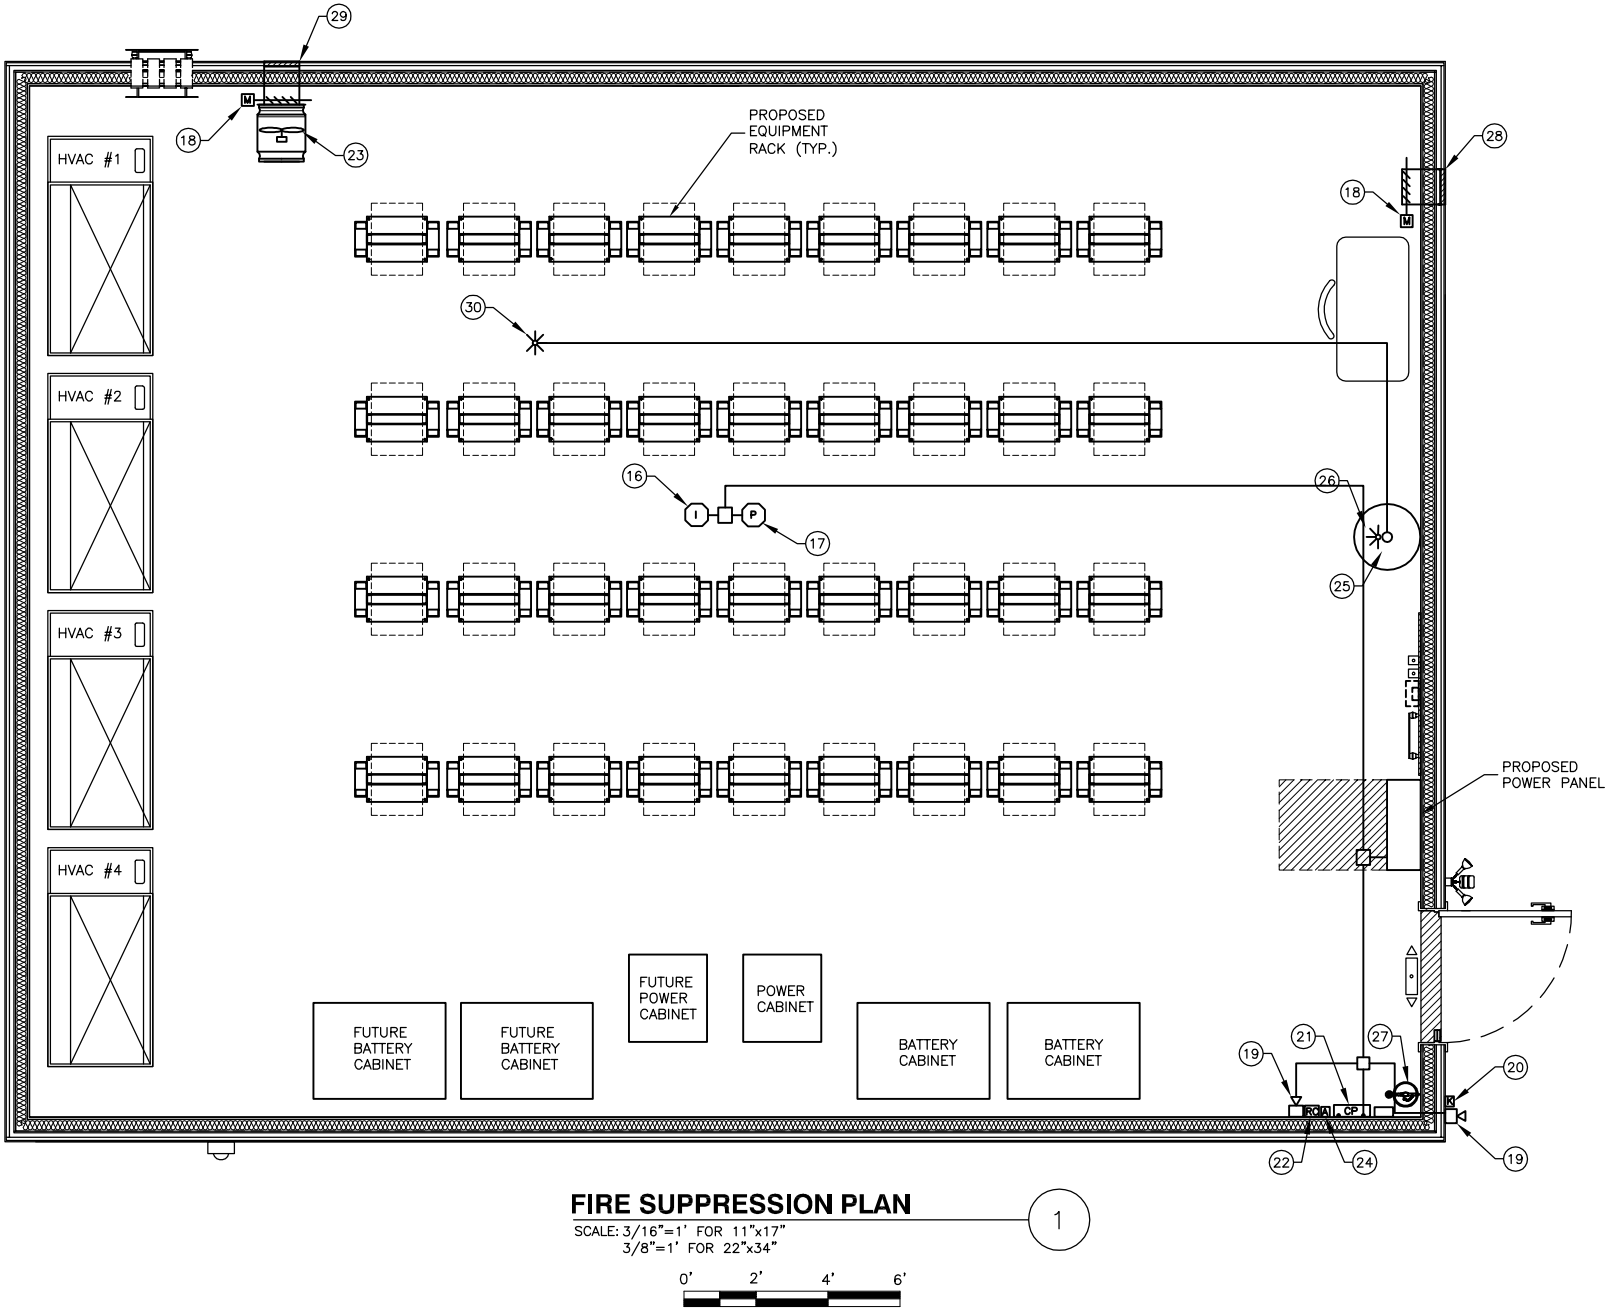 29
M
18
23
PROPOSED
EQUIPMENT
RACK (TYP.)
28
18
M
HVAC #1
30
HVAC #2
16
I
P
17
26
25
HVAC #3
PROPOSED
POWER PANEL
HVAC #4
FUTURE
POWER
CABINET
POWER
CABINET
FUTURE
BATTERY
CABINET
FUTURE
BATTERY
CABINET
BATTERY
CABINET
BATTERY
CABINET
19
21
27
20
K
RO
A
CP
22
24
19
FIRE SUPPRESSION PLAN
1
SCALE: 3/16"=1' FOR 11"x17"
3/8"=1' FOR 22"x34"
0' 2' 4' 6'